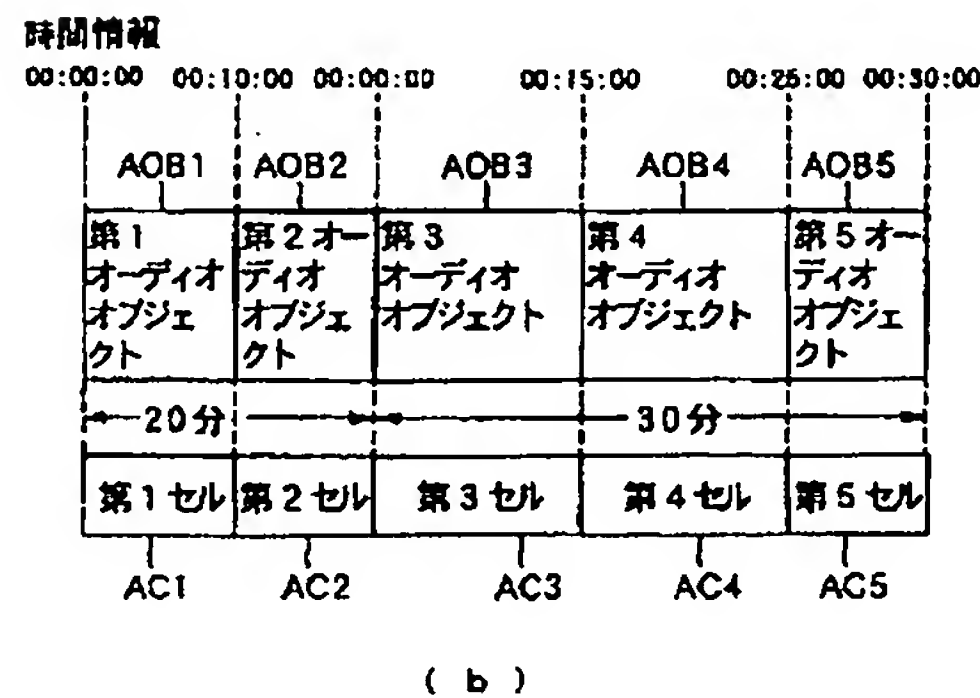 時間情報
00:00:00 00:10:00 00:00:00 00:15:00 00:25:00 00:30:00
AOB1 AOB2 AOB3 AOB4 AOB5
第1
オーディオ
オブジェ
クト
第2オー
ディオ
オブジェ
クト
第3
オーディオ
オブジェクト
第4
オーディオ
オブジェクト
第5オー
ディオ
オブジェ
クト
20分 30分
第1セル 第2セル 第3セル 第4セル 第5セル
AC1 AC2 AC3 AC4 AC5
( b )